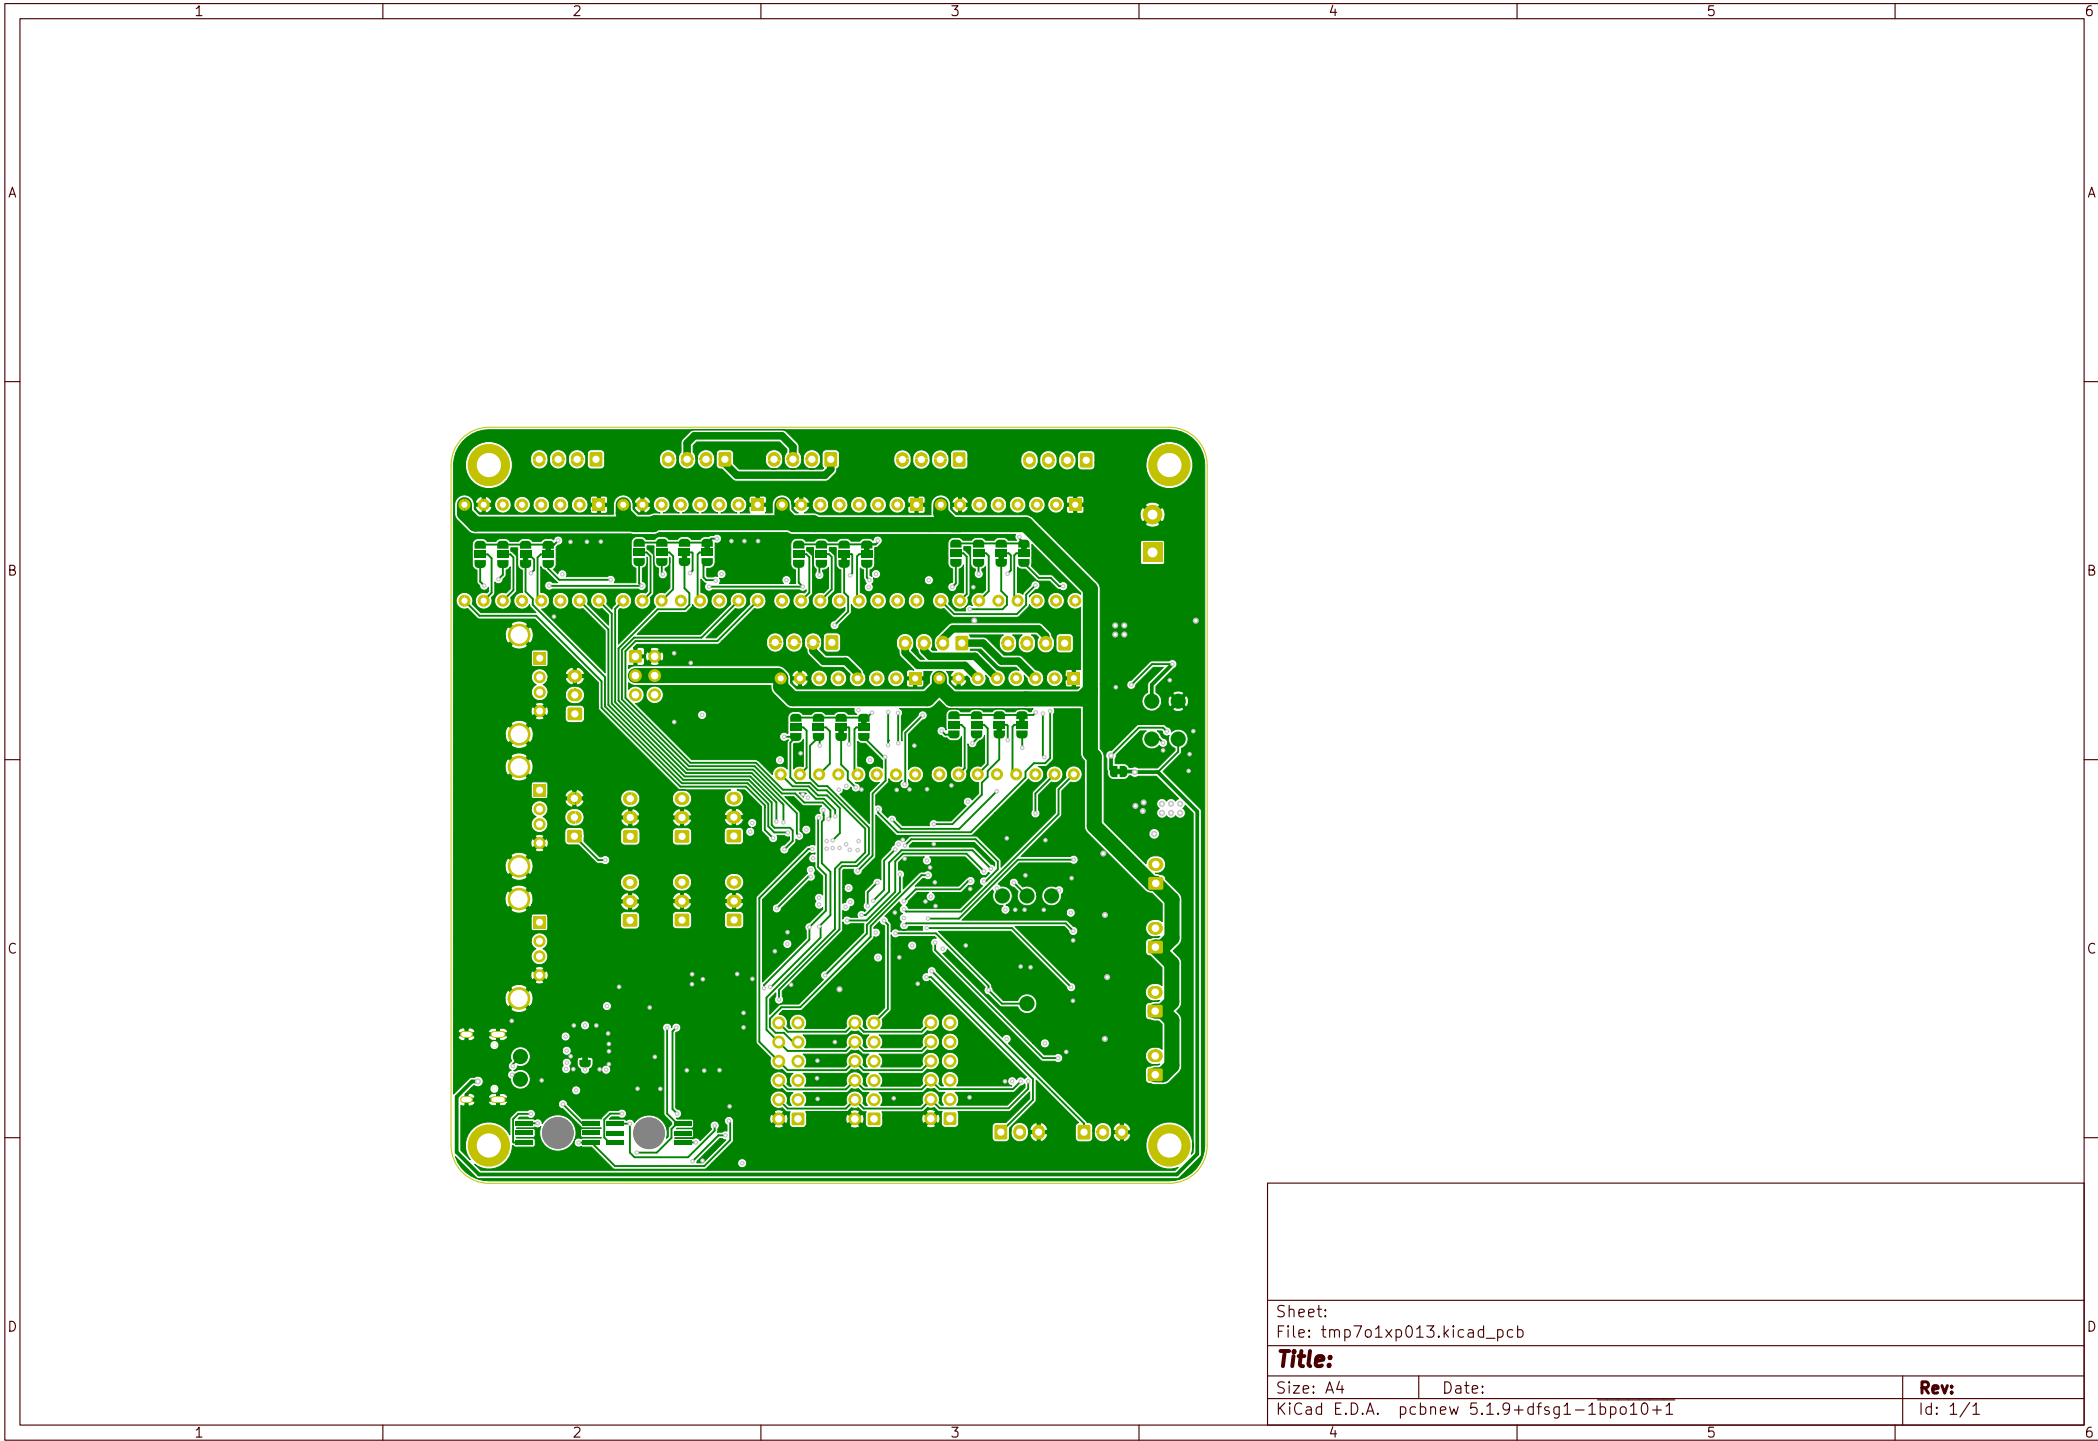 1 2 3 4 5 6
A A
B B
C C
Sheet:
File: tmp7o1xp013.kicad_pcb
D D
Title:
Size: A4 Date: Rev:
KiCad E.D.A. pcbnew 5.1.9+dfsg1-1bpo10+1 Id: 1/1
1 2 3 4 5 6